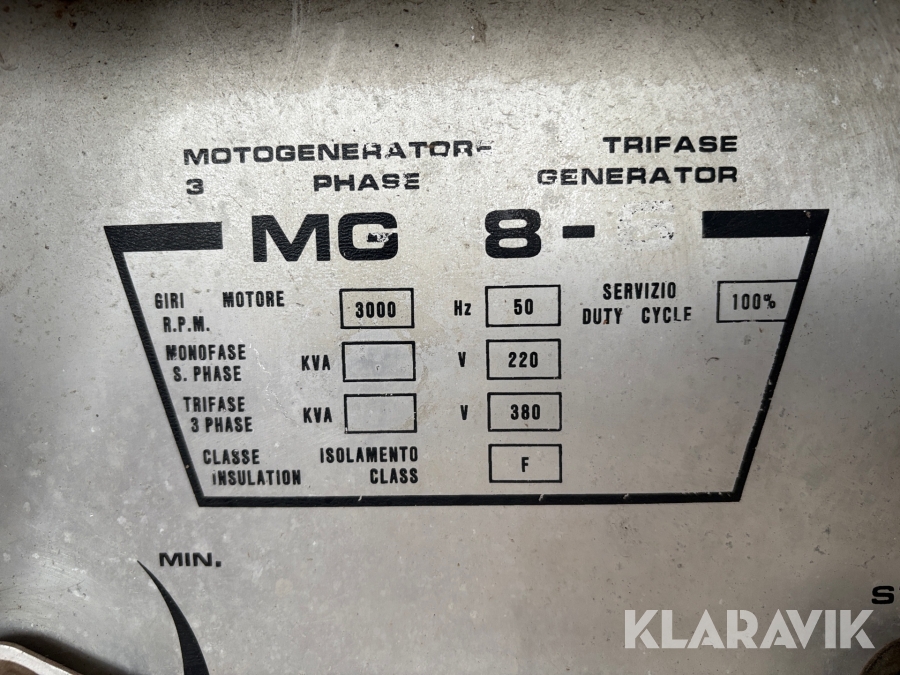 MOTOGENERATOR- TRIFASE
3 PHASE GENERATOR
MG 8-
GIRI MOTORE 3000 Hz 50 SERVIZIO 100%
R.P.M. DUTY CYCLE
MONOFASE KVA V 220
S. PHASE
TRIFASE KVA V 380
3 PHASE
CLASSE ISOLAMENTO F
INSULATION CLASS
MIN.
S
KLARAVIK